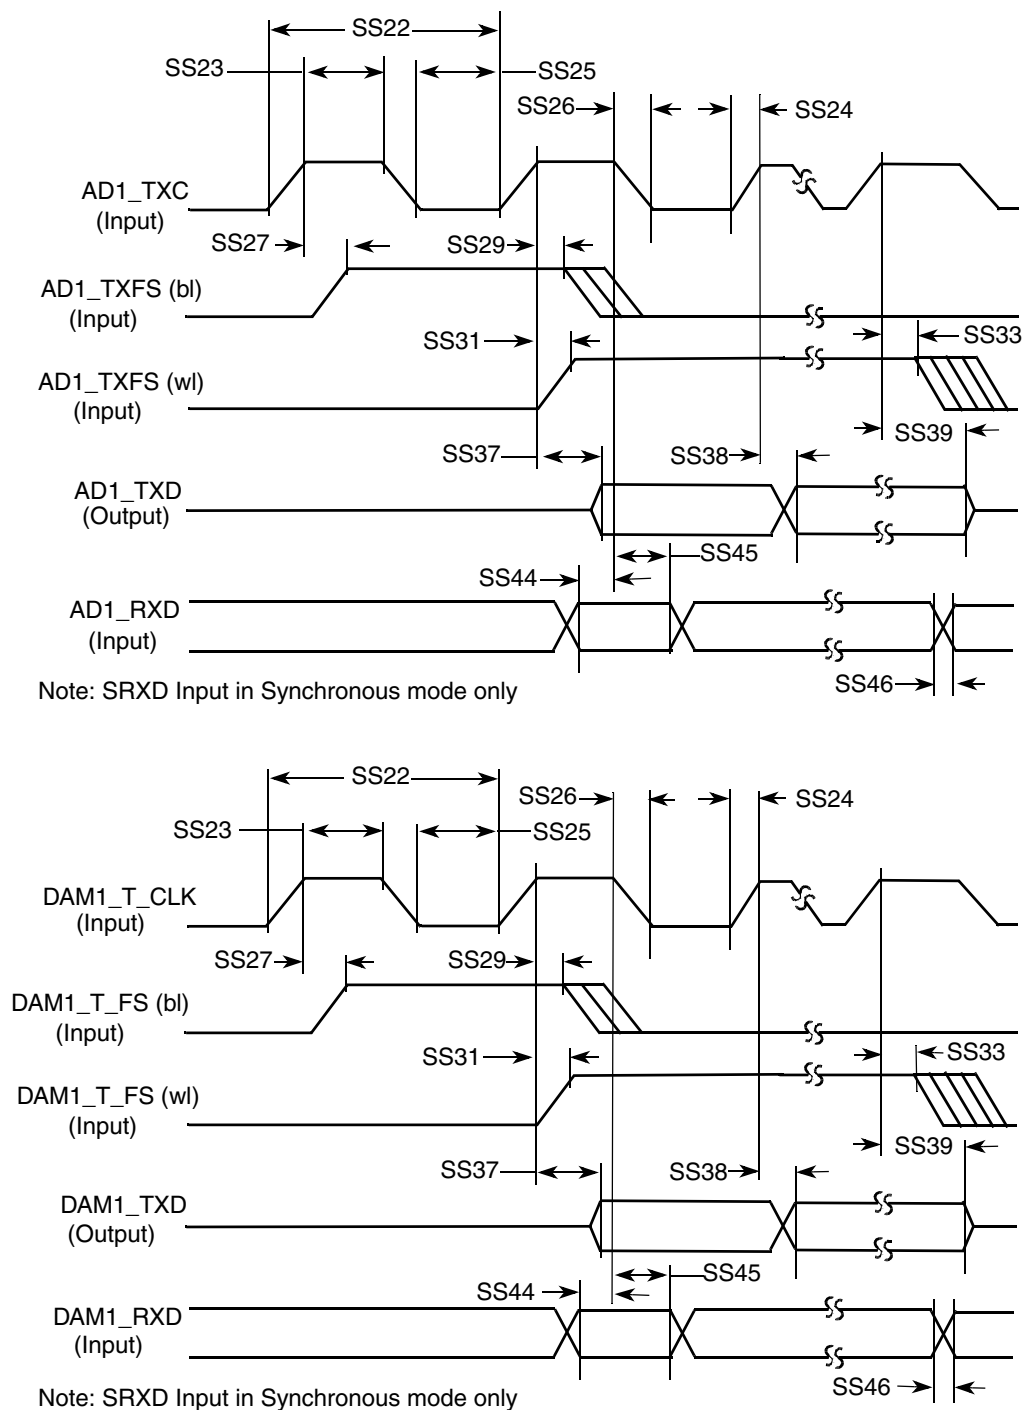 SS22
SS23
SS25
SS26
SS24
AD1_TXC
(Input)
SS27
SS29
AD1_TXFS (bl)
(Input)
SS31
SS33
AD1_TXFS (wl)
(Input)
SS39
SS37
SS38
AD1_TXD
(Output)
SS45
SS44
AD1_RXD
(Input)
SS46
Note: SRXD Input in Synchronous mode only
SS22
SS26
SS24
SS23
SS25
DAM1_T_CLK
(Input)
SS27
SS29
DAM1_T_FS (bl)
(Input)
SS31
SS33
DAM1_T_FS (wl)
(Input)
SS39
SS37
SS38
DAM1_TXD
(Output)
SS45
SS44
DAM1_RXD
(Input)
SS46
Note: SRXD Input in Synchronous mode only